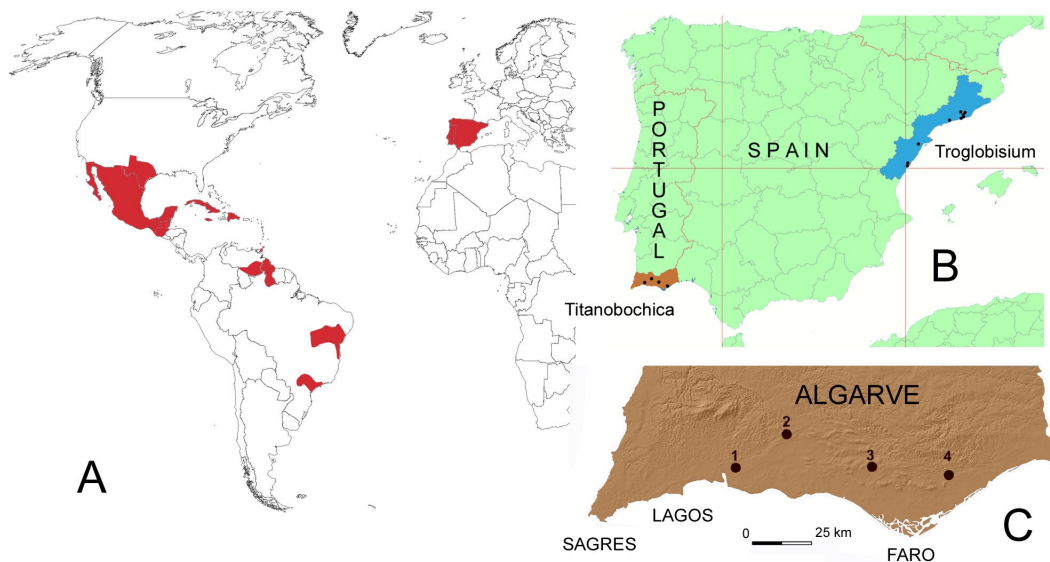 A
PORTUGAL
SPAIN
Troglobisium
B
Titanobochica
ALGARVE
2
1
3
4
LAGOS
0
25 km
SAGRES
FARO
C